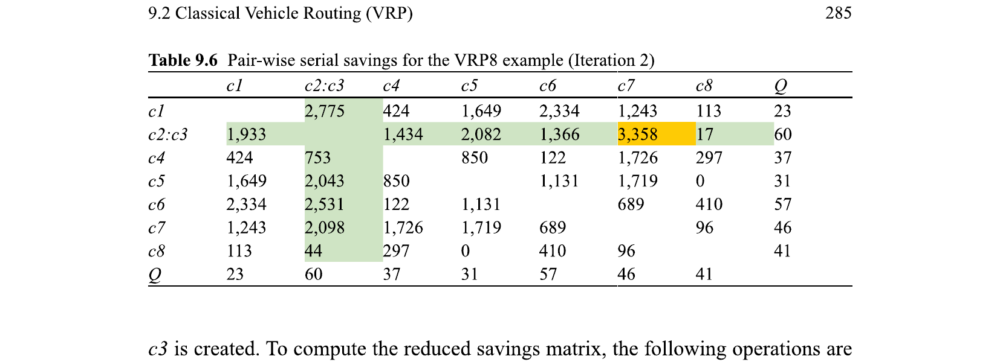 9.2 Classical Vehicle Routing (VRP) 285
Table 9.6 Pair-wise serial savings for the VRP8 example (Iteration 2)
c1 c2:c3 c4 c5 c6 c7 c8 Q
c1 2,775 424 1,649 2,334 1,243 113 23
c2:c3 1,933 1,434 2,082 1,366 3,358 17 60
c4 424 753 850 122 1,726 297 37
c5 1,649 2,043 850 1,131 1,719 0 31
c6 2,334 2,531 122 1,131 689 410 57
c7 1,243 2,098 1,726 1,719 689 96 46
c8 113 44 297 0 410 96 41
Q 23 60 37 31 57 46 41
c3 is created. To compute the reduced savings matrix, the following operations are